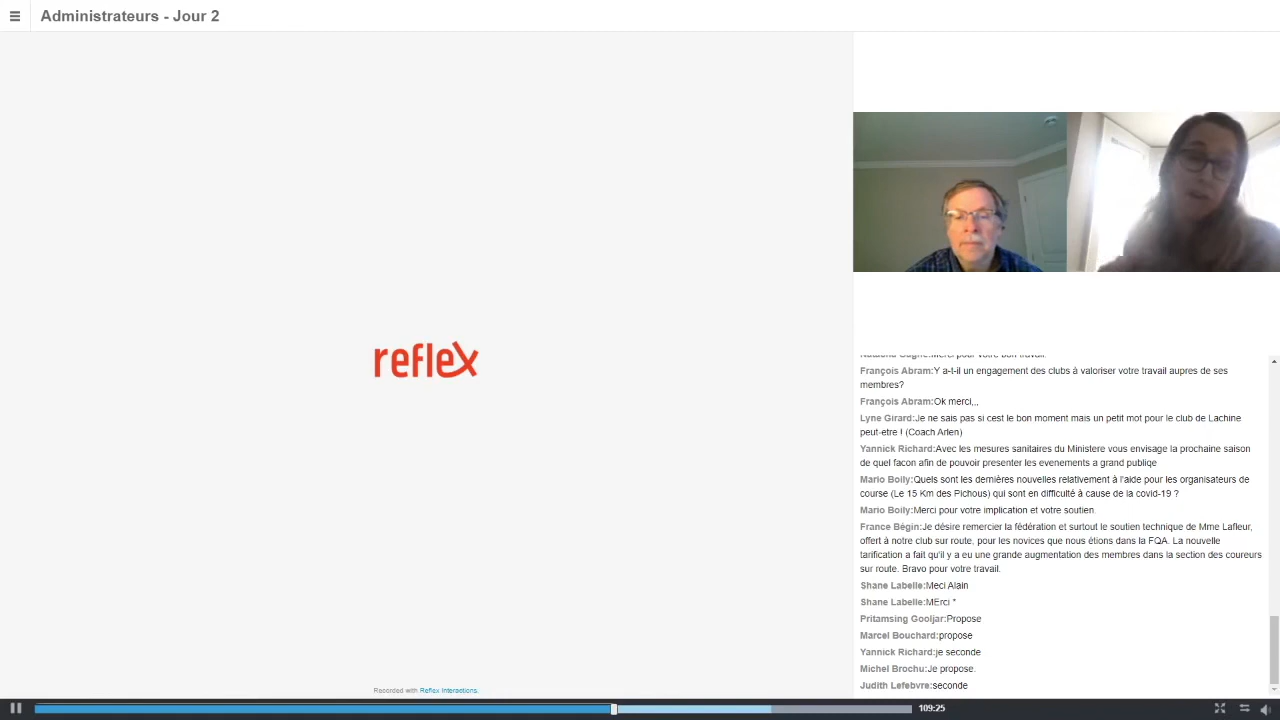 Administrateurs - Jour 2
reflex
Recorded with Reflex Interactions.
Merci pour votre bon travail.
François Abram:Y a-t-il un engagement des clubs à valoriser votre travail aupres de ses
membres?
François Abram:Ok merci,,,
Lyne Girard:Je ne sais pas si cest le bon moment mais un petit mot pour le club de Lachine
peut-etre ! (Coach Arlen)
Yannick Richard:Avec les mesures sanitaires du Ministere vous envisage la prochaine saison
de quel facon afin de pouvoir presenter les evenements a grand publiqe
Mario Boily:Quels sont les dernières nouvelles relativement à l'aide pour les organisateurs de
course (Le 15 Km des Pichous) qui sont en difficulté à cause de la covid-19 ?
Mario Boily:Merci pour votre implication et votre soutien.
France Bégin:Je désire remercier la fédération et surtout le soutien technique de Mme Lafleur,
offert à notre club sur route, pour les novices que nous étions dans la FQA. La nouvelle
tarification a fait qu'il y a eu une grande augmentation des membres dans la section des coureurs
sur route. Bravo pour votre travail.
Shane Labelle:Meci Alain
Shane Labelle:MErci *
Pritamsing Gooljar:Propose
Marcel Bouchard:propose
Yannick Richard:je seconde
Michel Brochu:Je propose.
Judith Lefebvre:seconde
109:25